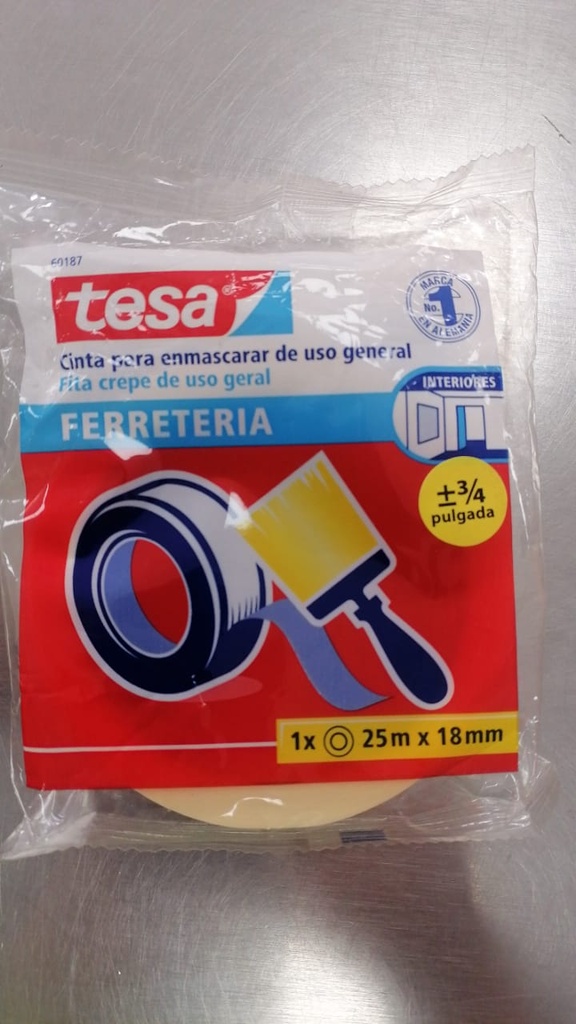 60187
tesa®
MARCA
No. 1
EN ALEMANIA
Cinta para enmascarar de uso general
Fita crepe de uso geral
INTERIORES
FERRETERIA
±3/4
pulgada
1x 25m x 18mm